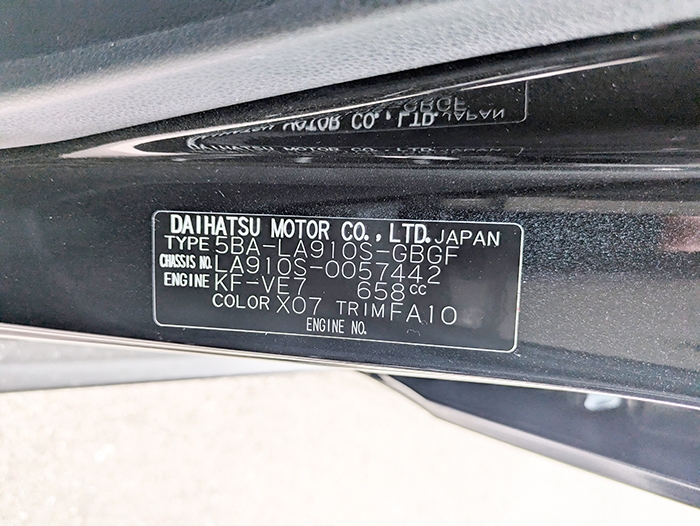 DAIHATSU MOTOR CO., LTD. JAPAN
TYPE 5BA-LA910S-GBGF
CHASSIS NO. LA910S-0057442
ENGINE KF-VE7 658cc
COLOR X07 TRIM FA10
ENGINE NO.